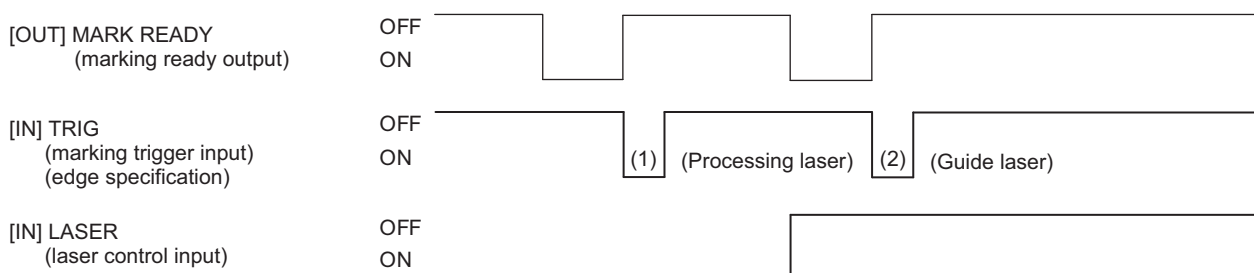 [OUT] MARK READY
(marking ready output)
OFF
ON
[IN] TRIG
(marking trigger input)
(edge specification)
OFF
ON
(1) (Processing laser) (2) (Guide laser)
[IN] LASER
(laser control input)
OFF
ON